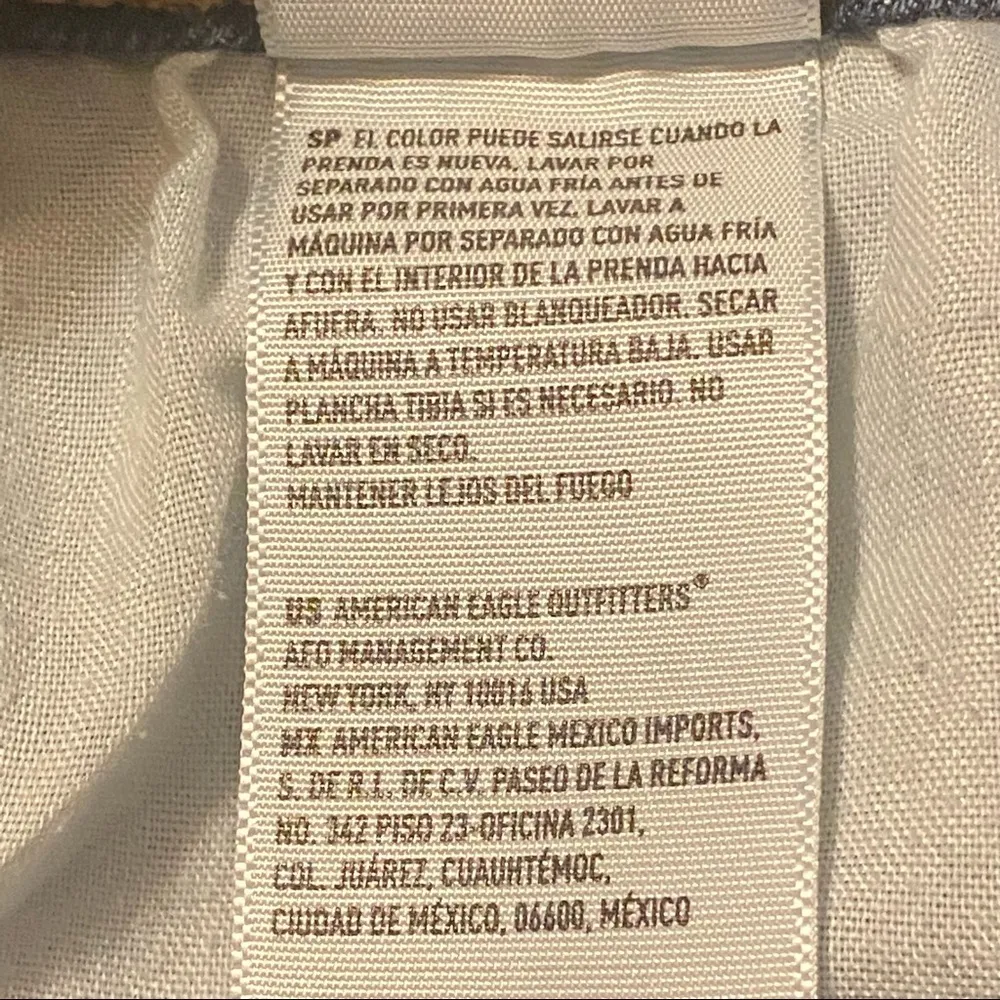 SP EL COLOR PUEDE SALIRSE CUANDO LA
PRENDA ES NUEVA. LAVAR POR
SEPARADO CON AGUA FRÍA ANTES DE
USAR POR PRIMERA VEZ. LAVAR A
MÁQUINA POR SEPARADO CON AGUA FRÍA
Y CON EL INTERIOR DE LA PRENDA HACIA
AFUERA. NO USAR BLANQUEADOR. SECAR
A MÁQUINA A TEMPERATURA BAJA. USAR
PLANCHA TIBIA SI ES NECESARIO. NO
LAVAR EN SECO.
MANTENER LEJOS DEL FUEGO
US AMERICAN EAGLE OUTFITTERS®
AEO MANAGEMENT CO.
NEW YORK, NY 10016 USA
MX AMERICAN EAGLE MEXICO IMPORTS,
S. DE R.L. DE C.V. PASEO DE LA REFORMA
NO. 342 PISO 23-OFICINA 2301,
COL. JUÁREZ, CUAUHTÉMOC,
CIUDAD DE MÉXICO, 06600, MÉXICO